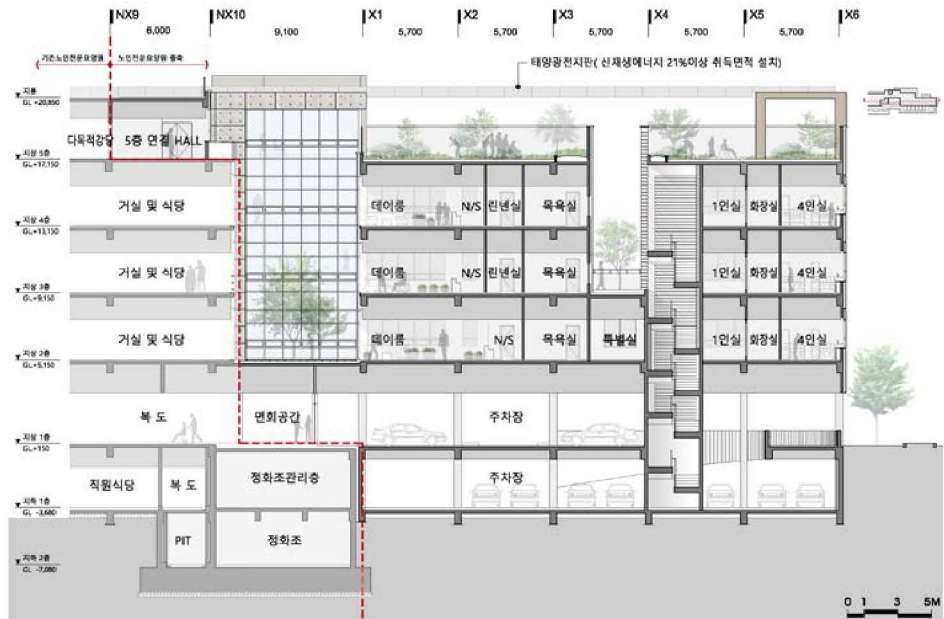 NX9 NX10 X1 X2 X3 X4 X5 X6
6,000 9,100 5,700 5,700 5,700 5,700 5,700
기존노인전문요양원 노인전문요양원 증축
태양광전지판( 신재생에너지 21%이상 취득면적 설치)
지붕
GL +20,850
다목적강당 5층 연결 HALL
지상 5층
GL +17,150
거실 및 식당 데이룸 N/S 린넨실 목욕실 1인실 화장실 4인실
지상 4층
GL +13,150
거실 및 식당 데이룸 N/S 린넨실 목욕실 1인실 화장실 4인실
지상 3층
GL +9,150
거실 및 식당 데이룸 N/S 목욕실 특별실 1인실 화장실 4인실
지상 2층
GL +5,150
복 도 면회공간 주차장
지상 1층
GL +150
직원식당 복 도 정화조관리층 주차장
지하 1층
GL -3,680
PIT 정화조
지하 2층
GL -7,080
0 1 3 5M